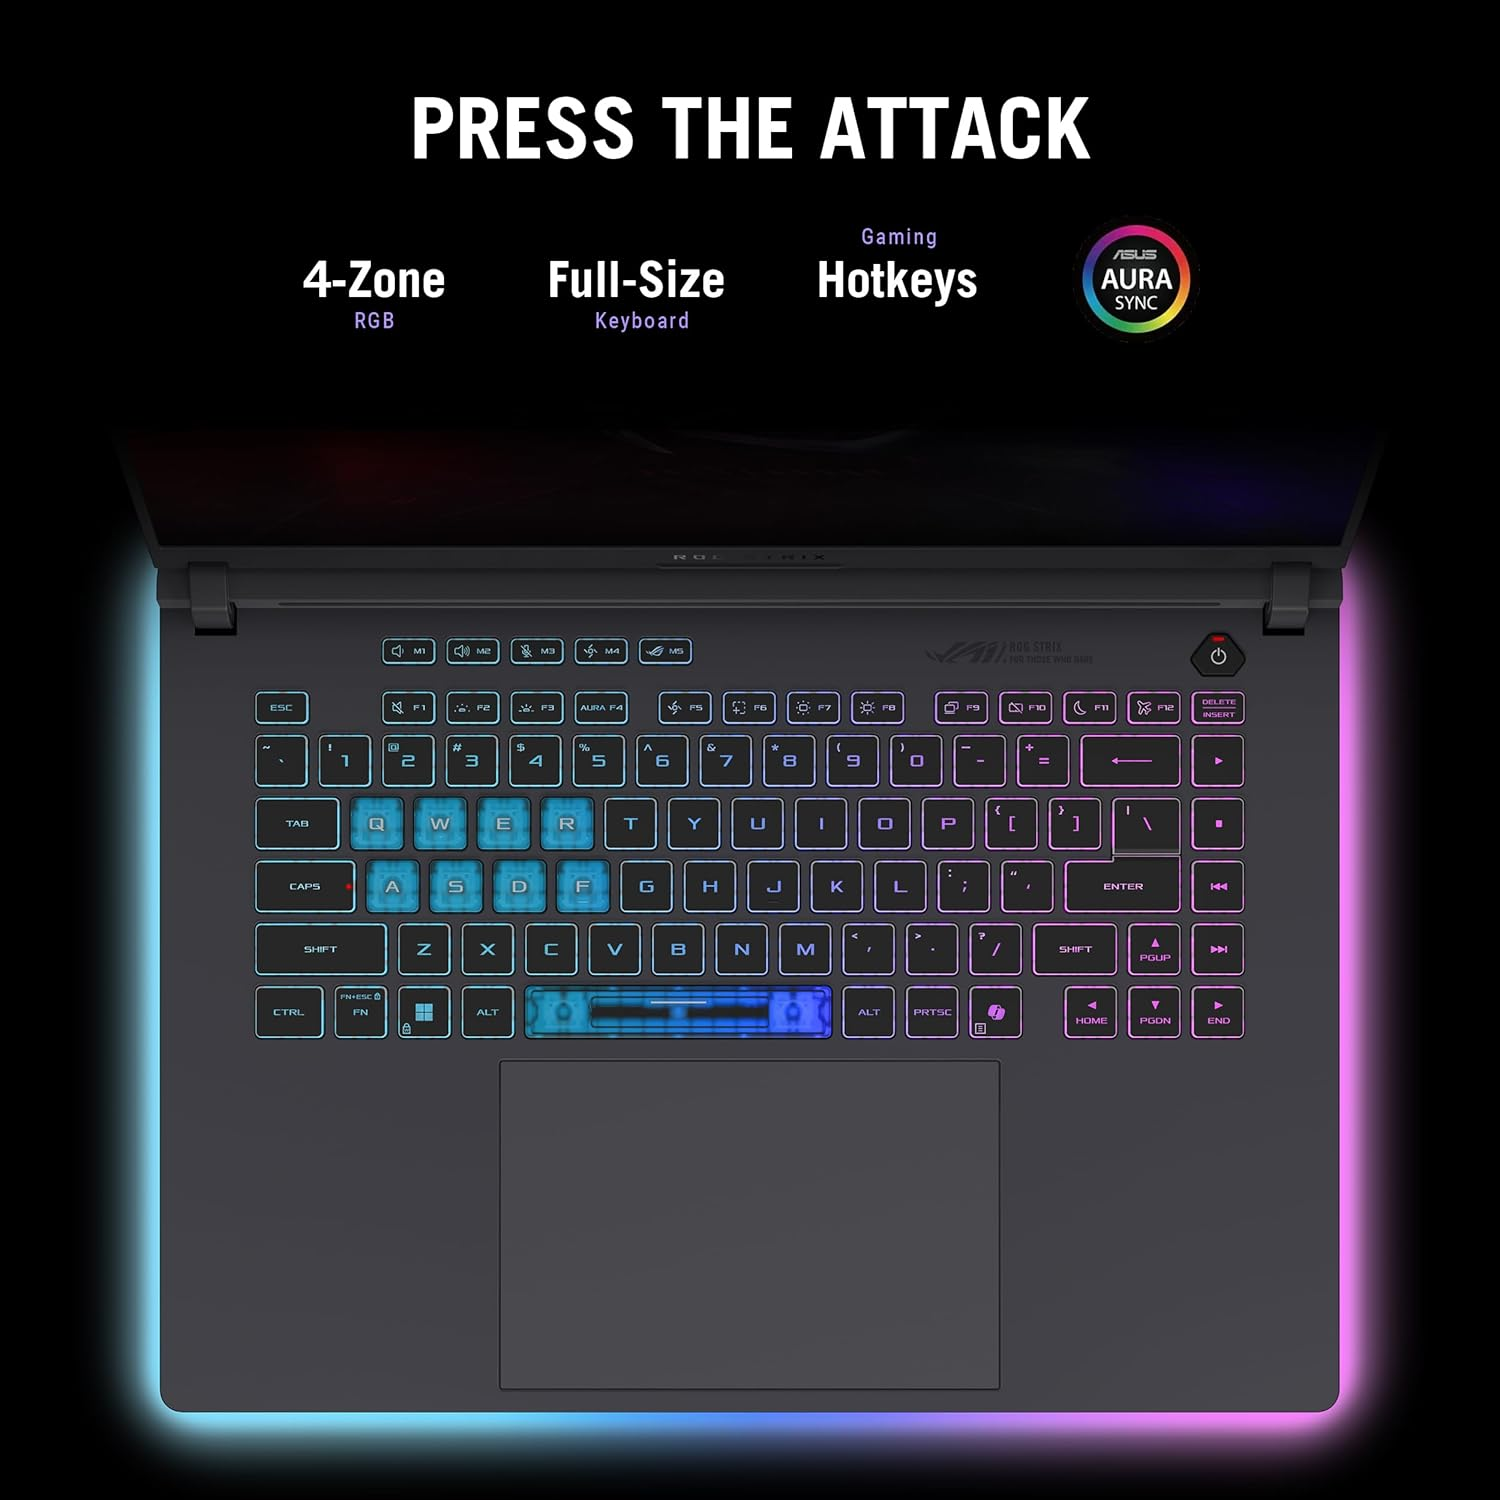 PRESS THE ATTACK
4-Zone
RGB
Full-Size
Keyboard
Gaming
Hotkeys
ASUS
AURA
SYNC
ROG STRIX
M1 M2 M3 M4 M5
ROG STRIX
FOR THOSE WHO DARE
ESC F1 F2 F3 AURA F4 F5 F6 F7 F8 F9 F10 F11 F12 DELETE
INSERT
~ ! @ # $ % ^ & * ( ) _ +
` 1 2 3 4 5 6 7 8 9 0 - =
TAB Q W E R T Y U I O P { [ } ] | \
CAPS A S D F G H J K L : ; " ' ENTER
SHIFT Z X C V B N M < , > . ? / SHIFT PGUP
CTRL FN+ESC FN ALT ALT PRTSC HOME PGDN END